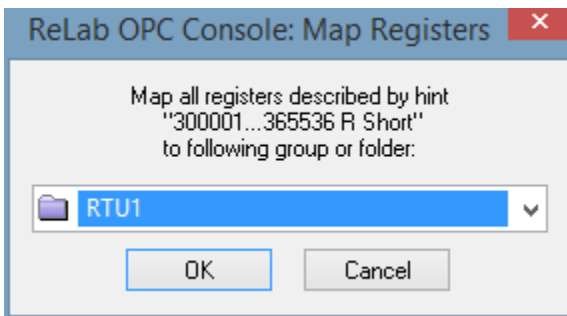 ReLab OPC Console: Map Registers
Map all registers described by hint
"300001...365536 R Short"
to following group or folder:
RTU1
OK Cancel